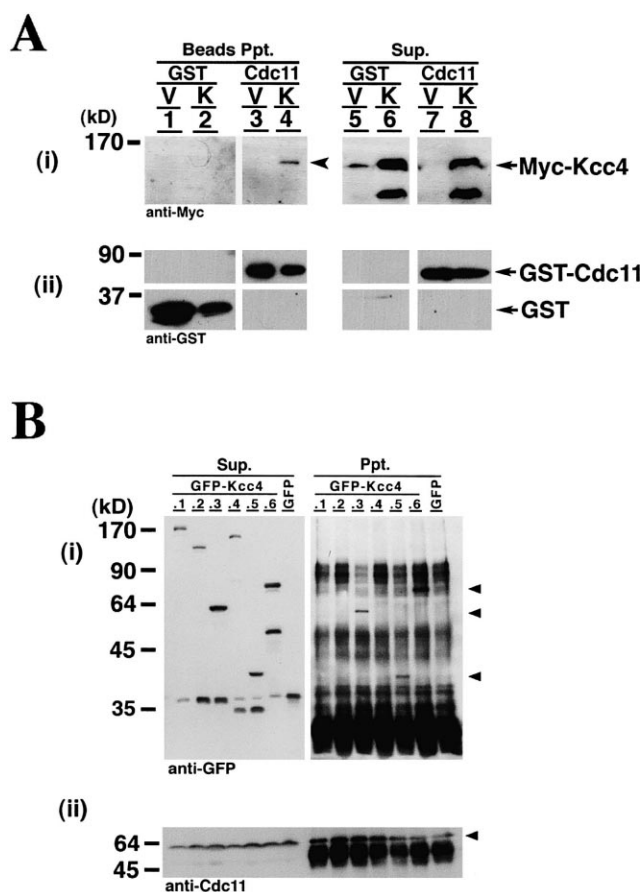 A
Beads Ppt. Sup.
GST Cdc11 GST Cdc11
V K V K V K V K
(kD) 1 2 3 4 5 6 7 8
170
(i) Myc-Kcc4
anti-Myc
90
(ii) GST-Cdc11
37
GST
anti-GST
B
Sup. Ppt.
GFP-Kcc4 GFP GFP-Kcc4 GFP
.1 .2 .3 .4 .5 .6 .1 .2 .3 .4 .5 .6
(kD)
170
(i)
90
64
45
35
anti-GFP
(ii)
64
45
anti-Cdc11